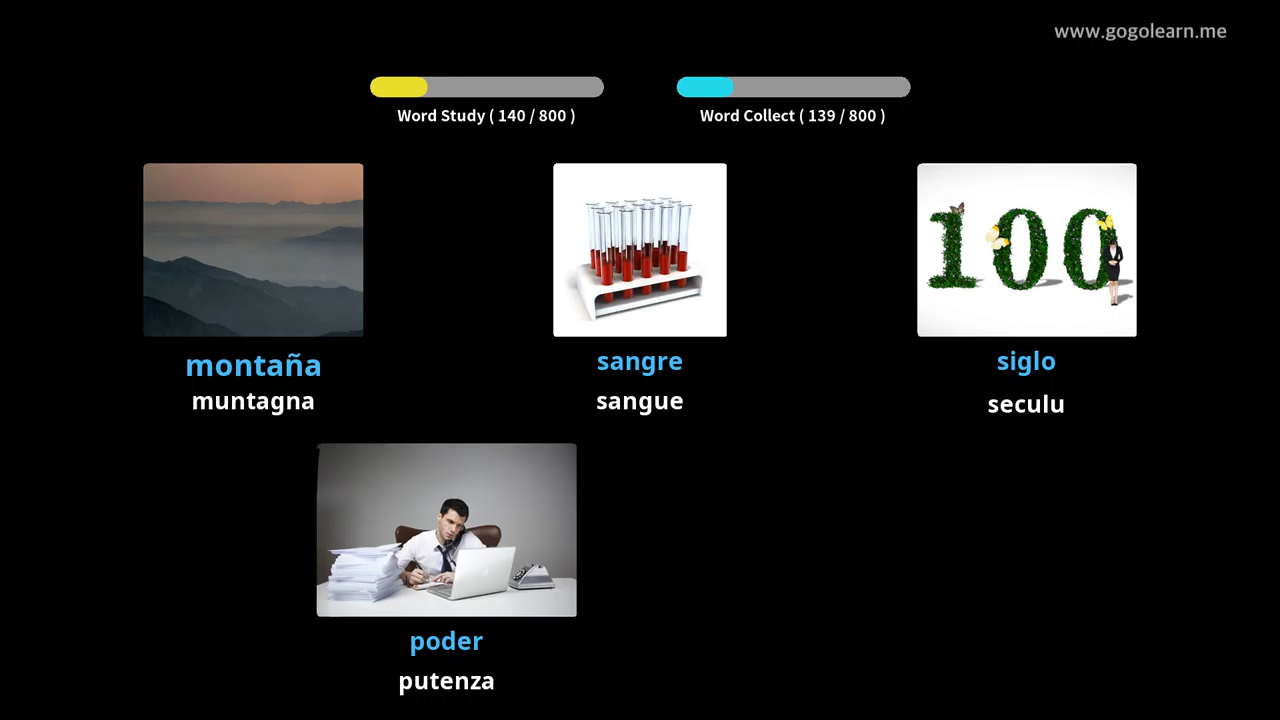 www.gogolearn.me
Word Study ( 140 / 800 )
Word Collect ( 139 / 800 )
montaña
muntagna
sangre
sangue
siglo
seculu
poder
putenza